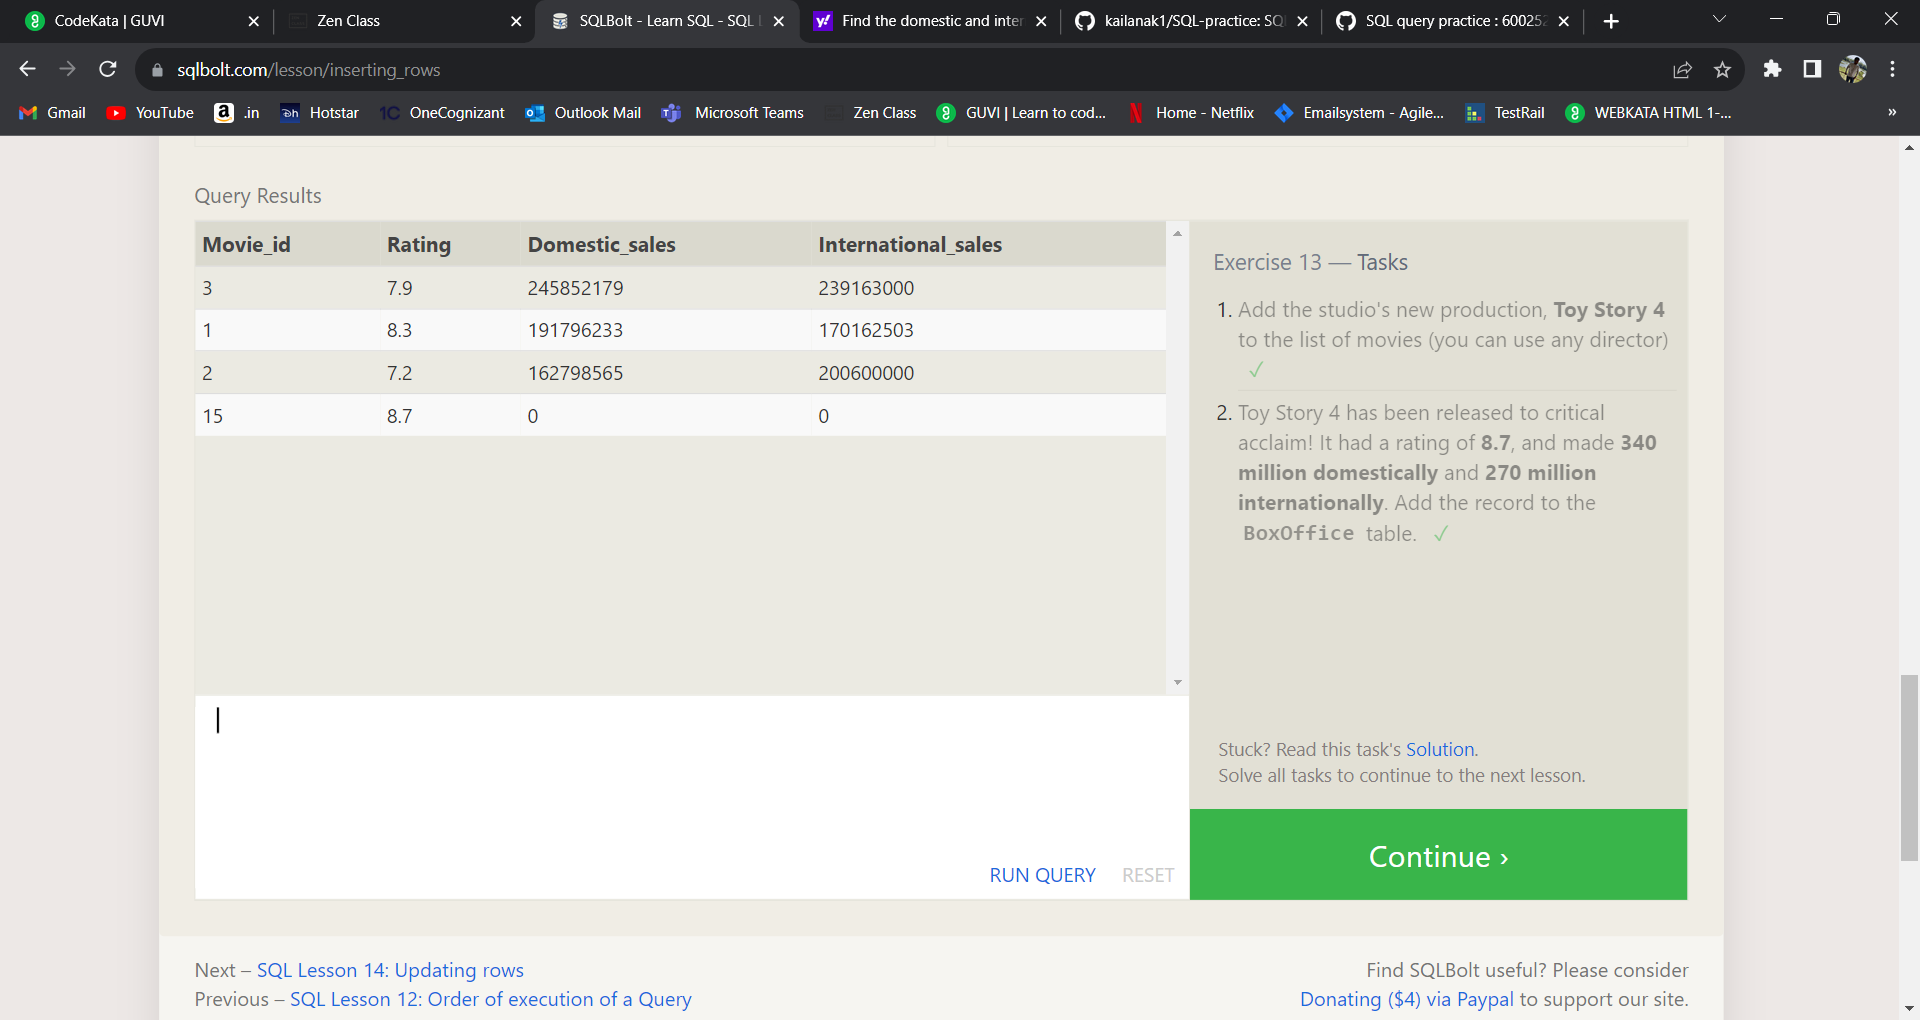 CodeKata | GUVI
Zen Class
SQLBolt - Learn SQL - SQL L
Find the domestic and inter
kailanak1/SQL-practice: SQ
SQL query practice : 600252
sqlbolt.com/lesson/inserting_rows
Gmail
YouTube
.in
Hotstar
OneCognizant
Outlook Mail
Microsoft Teams
Zen Class
GUVI | Learn to cod...
Home - Netflix
Emailsystem - Agile...
TestRail
WEBKATA HTML 1-...
»
Query Results
Movie_id Rating Domestic_sales International_sales
3 7.9 245852179 239163000
1 8.3 191796233 170162503
2 7.2 162798565 200600000
15 8.7 0 0
Exercise 13 — Tasks
1. Add the studio's new production, Toy Story 4
to the list of movies (you can use any director)
✓
2. Toy Story 4 has been released to critical
acclaim! It had a rating of 8.7, and made 340
million domestically and 270 million
internationally. Add the record to the
BoxOffice table. ✓
Stuck? Read this task's Solution.
Solve all tasks to continue to the next lesson.
RUN QUERY RESET
Continue ›
Next – SQL Lesson 14: Updating rows
Previous – SQL Lesson 12: Order of execution of a Query
Find SQLBolt useful? Please consider
Donating ($4) via Paypal to support our site.